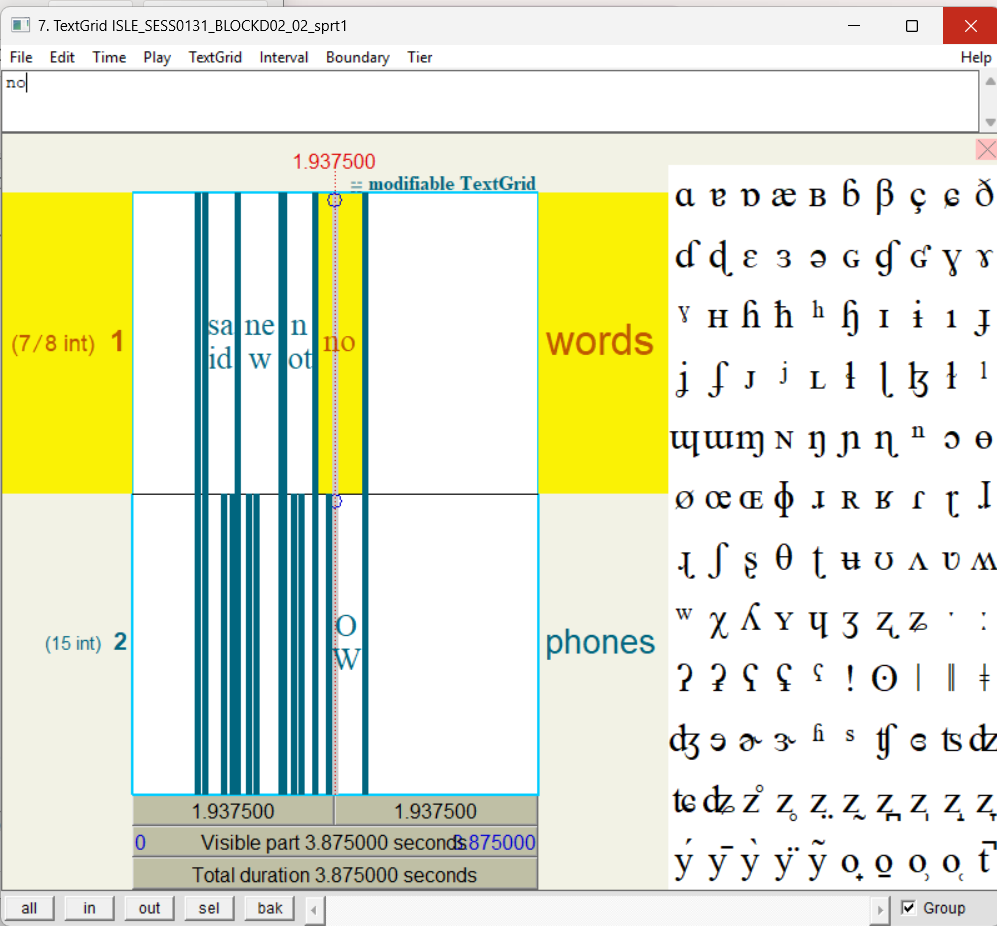 7. TextGrid ISLE_SESS0131_BLOCKD02_02_sprt1
File Edit Time Play TextGrid Interval Boundary Tier Help
no
1.937500
:: modifiable TextGrid
(7/8 int) 1
sa
id
ne
w
n
ot
no
words
(15 int) 2
O
W
phones
1.937500 1.937500
0 Visible part 3.875000 seconds 3.875000
Total duration 3.875000 seconds
all in out sel bak Group
ɑ ɐ ɒ æ ʙ ɓ β ç ɕ ð
ɗ ɖ ɛ ɜ ə ɢ ɠ ʛ ɣ ɤ
ˠ ʜ ɦ ħ ʰ ɧ ɪ ɨ ı ɟ
ʝ ʄ ᴊ ʲ ʟ ɫ ɭ ɮ ɬ ˡ
ɰ ɯ ɱ ɴ ŋ ɲ ɳ ⁿ ɔ ɵ
ø œ ɶ ɸ ɹ ʀ ʁ ɾ ɽ ɺ
ɻ ʃ ʂ θ ʈ ʉ ʊ ʌ ʋ ʍ
ʷ χ ʎ ʏ ɥ ʒ ʐ ʑ ˑ ː
ʔ ʡ ʕ ʢ ˤ ! ʘ ǀ ǁ ǂ
ʤ ɘ ɚ ɝ ʱ ˢ ʧ ɞ ʦ ʣ
ʨ ʥ